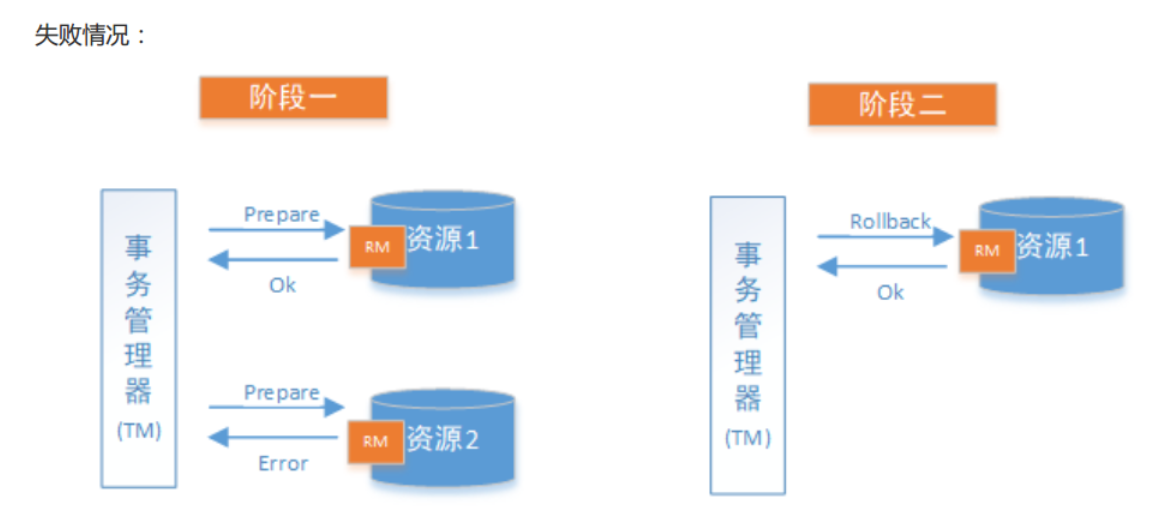 失败情况：
阶段一
事务管理器
(TM)
Prepare
RM
资源1
Ok
Prepare
RM
资源2
Error
阶段二
事务管理器
(TM)
Rollback
RM
资源1
Ok